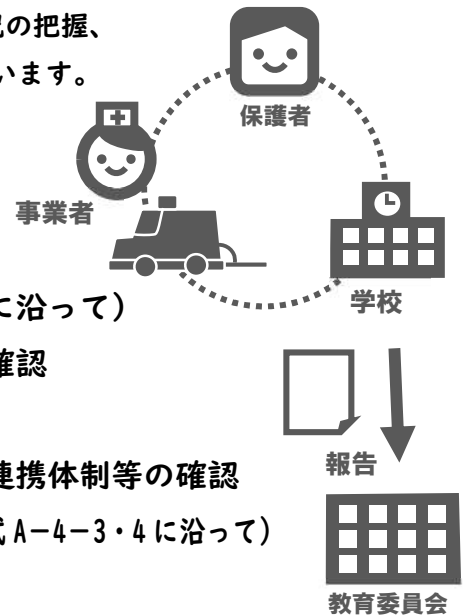 の把握、
います。
保護者
事業者
に沿って)
学校
確認
連携体制等の確認
報告
式A-4-3・4に沿って)
教育委員会